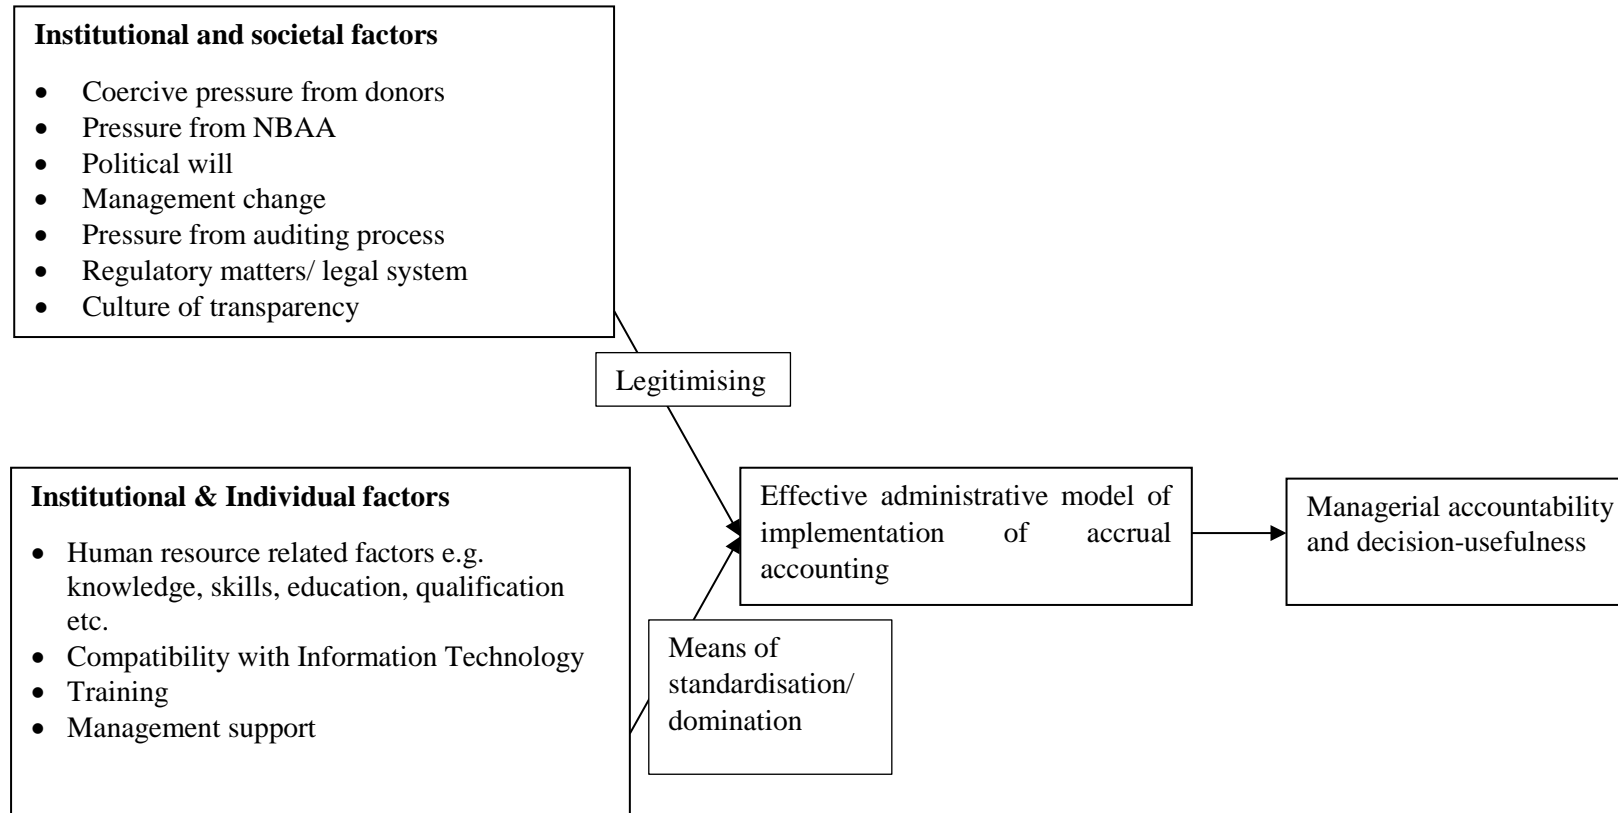 Institutional and societal factors
• Coercive pressure from donors
• Pressure from NBAA
• Political will
• Management change
• Pressure from auditing process
• Regulatory matters/ legal system
• Culture of transparency
Legitimising
Institutional & Individual factors
• Human resource related factors e.g.
knowledge, skills, education, qualification
etc.
• Compatibility with Information Technology
• Training
• Management support
Means of
standardisation/
domination
Effective administrative model of
implementation of accrual
accounting
Managerial accountability
and decision-usefulness